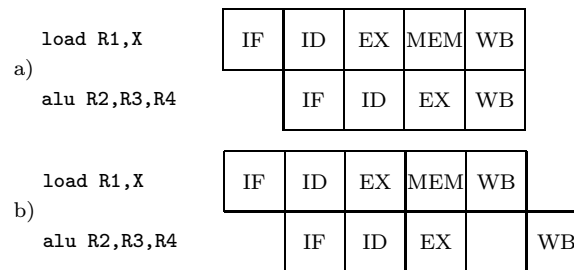 load R1,X IF ID EX MEM WB
a)
alu R2,R3,R4 IF ID EX WB
load R1,X IF ID EX MEM WB
b)
alu R2,R3,R4 IF ID EX WB